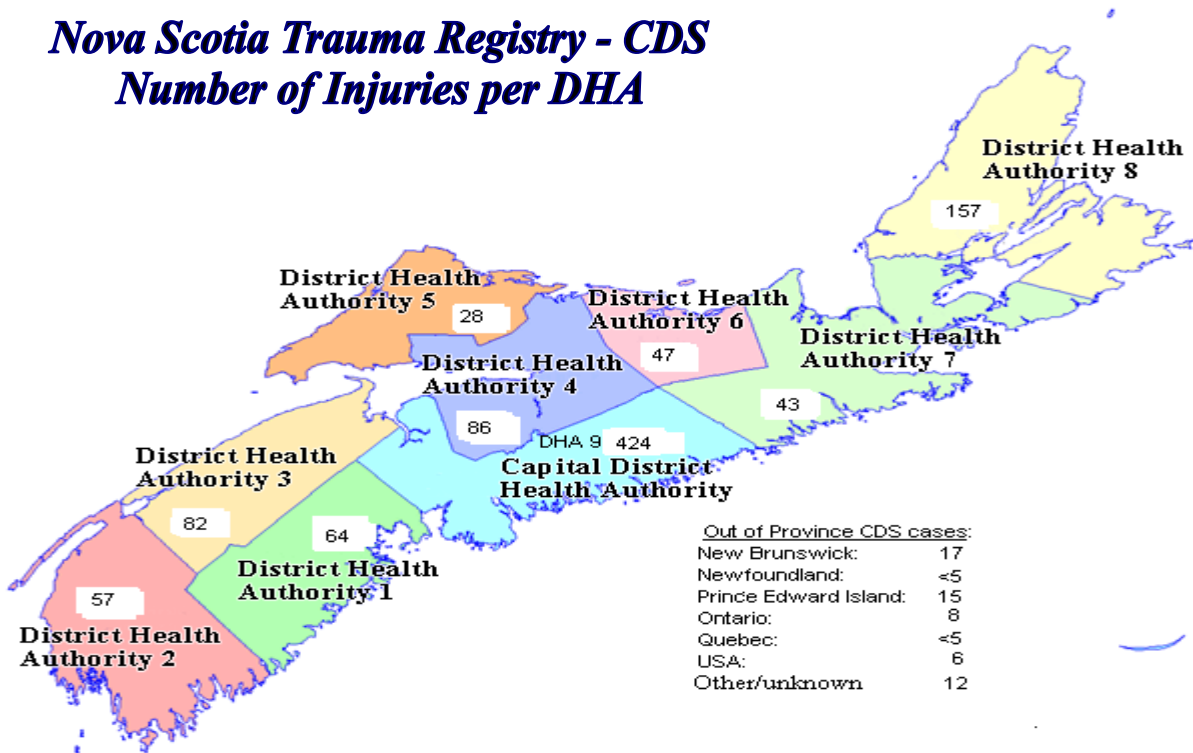 Nova Scotia Trauma Registry - CDS
Number of Injuries per DHA
District Health
Authority 8
157
District Health
Authority 5
28
District Health
Authority 6
47
District Health
Authority 7
43
District Health
Authority 4
86
DHA 9 424
Capital District
Health Authority
District Health
Authority 3
82
64
District Health
Authority 1
57
District Health
Authority 2
Out of Province CDS cases:
New Brunswick: 17
Newfoundland: <5
Prince Edward Island: 15
Ontario: 8
Quebec: <5
USA: 6
Other/unknown 12